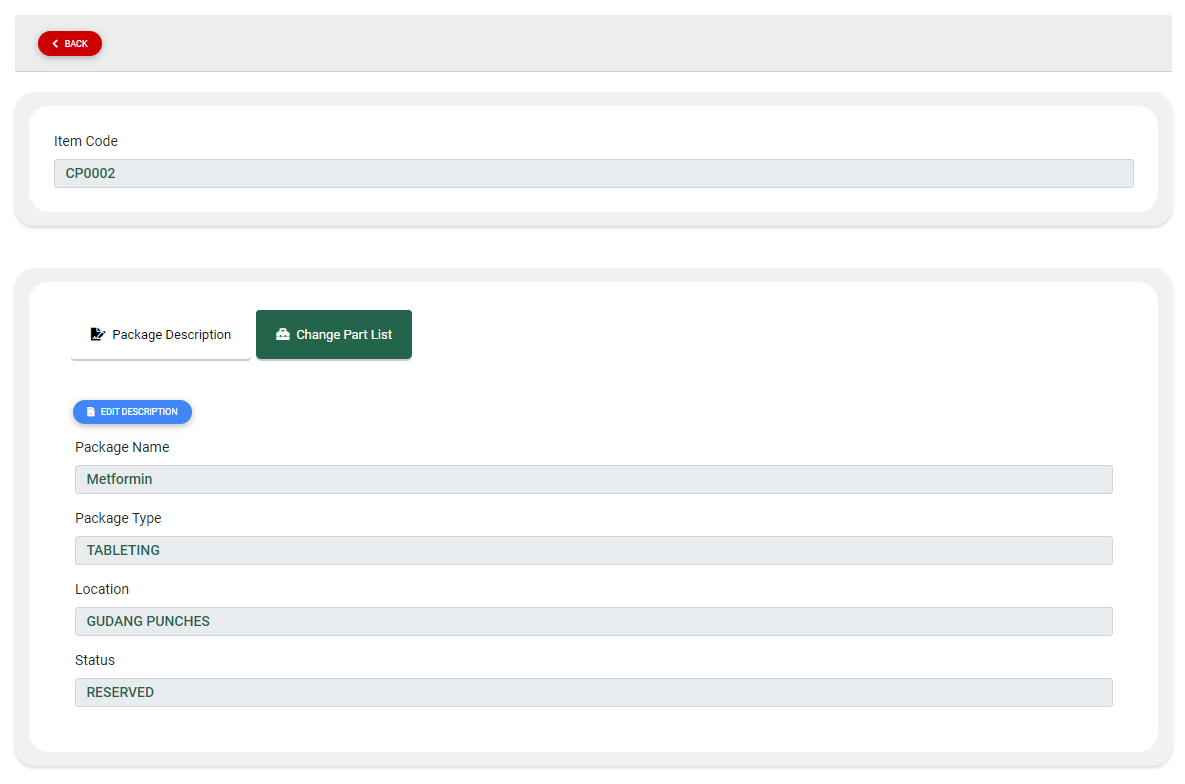 BACK
Item Code
CP0002
Package Description
Change Part List
EDIT DESCRIPTION
Package Name
Metformin
Package Type
TABLETING
Location
GUDANG PUNCHES
Status
RESERVED